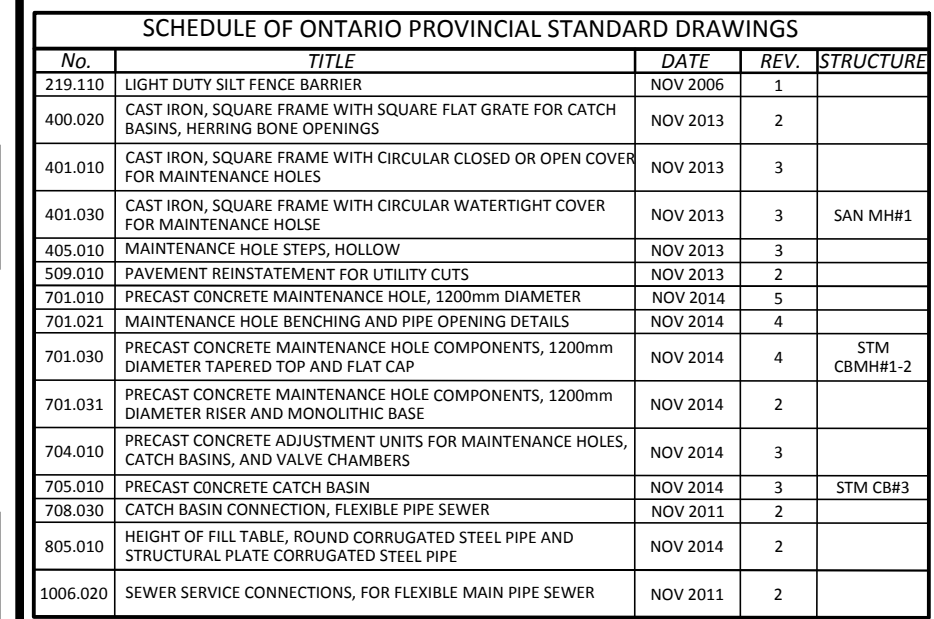 SCHEDULE OF ONTARIO PROVINCIAL STANDARD DRAWINGS
No. TITLE DATE REV. STRUCTURE
219.110 LIGHT DUTY SILT FENCE BARRIER NOV 2006 1
400.020 CAST IRON, SQUARE FRAME WITH SQUARE FLAT GRATE FOR CATCH
BASINS, HERRING BONE OPENINGS NOV 2013 2
401.010 CAST IRON, SQUARE FRAME WITH CIRCULAR CLOSED OR OPEN COVER
FOR MAINTENANCE HOLES NOV 2013 3
401.030 CAST IRON, SQUARE FRAME WITH CIRCULAR WATERTIGHT COVER
FOR MAINTENANCE HOLSE NOV 2013 3 SAN MH#1
405.010 MAINTENANCE HOLE STEPS, HOLLOW NOV 2013 3
509.010 PAVEMENT REINSTATEMENT FOR UTILITY CUTS NOV 2013 2
701.010 PRECAST C0NCRETE MAINTENANCE HOLE, 1200mm DIAMETER NOV 2014 5
701.021 MAINTENANCE HOLE BENCHING AND PIPE OPENING DETAILS NOV 2014 4
701.030 PRECAST CONCRETE MAINTENANCE HOLE COMPONENTS, 1200mm
DIAMETER TAPERED TOP AND FLAT CAP NOV 2014 4 STM
CBMH#1-2
701.031 PRECAST CONCRETE MAINTENANCE HOLE COMPONENTS, 1200mm
DIAMETER RISER AND MONOLITHIC BASE NOV 2014 2
704.010 PRECAST CONCRETE ADJUSTMENT UNITS FOR MAINTENANCE HOLES,
CATCH BASINS, AND VALVE CHAMBERS NOV 2014 3
705.010 PRECAST C0NCRETE CATCH BASIN NOV 2014 3 STM CB#3
708.030 CATCH BASIN CONNECTION, FLEXIBLE PIPE SEWER NOV 2011 2
805.010 HEIGHT OF FILL TABLE, ROUND CORRUGATED STEEL PIPE AND
STRUCTURAL PLATE CORRUGATED STEEL PIPE NOV 2014 2
1006.020 SEWER SERVICE CONNECTIONS, FOR FLEXIBLE MAIN PIPE SEWER NOV 2011 2